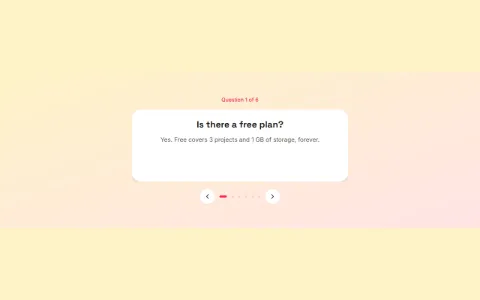 Question 1 of 6
Is there a free plan?
Yes. Free covers 3 projects and 1 GB of storage, forever.